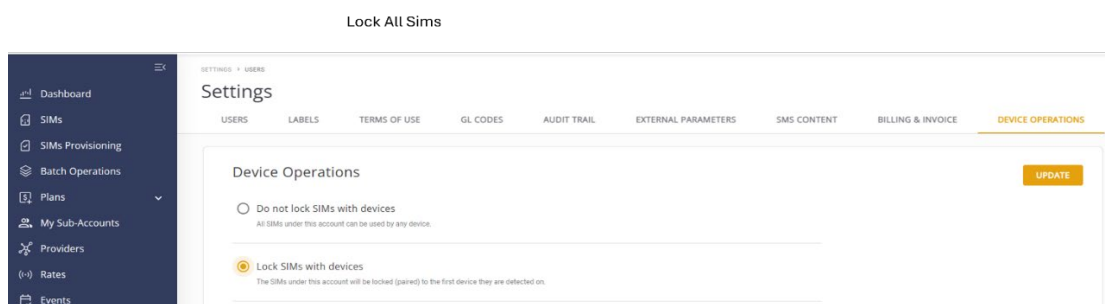 Lock All Sims
SETTINGS > USERS
Settings
Dashboard
SIMs
SIMs Provisioning
Batch Operations
Plans
My Sub-Accounts
Providers
Rates
Events
USERS LABELS TERMS OF USE GL CODES AUDIT TRAIL EXTERNAL PARAMETERS SMS CONTENT BILLING & INVOICE DEVICE OPERATIONS
Device Operations
UPDATE
Do not lock SIMs with devices
All SIMs under this account can be used by any device.
Lock SIMs with devices
The SIMs under this account will be locked (paired) to the first device they are detected on.